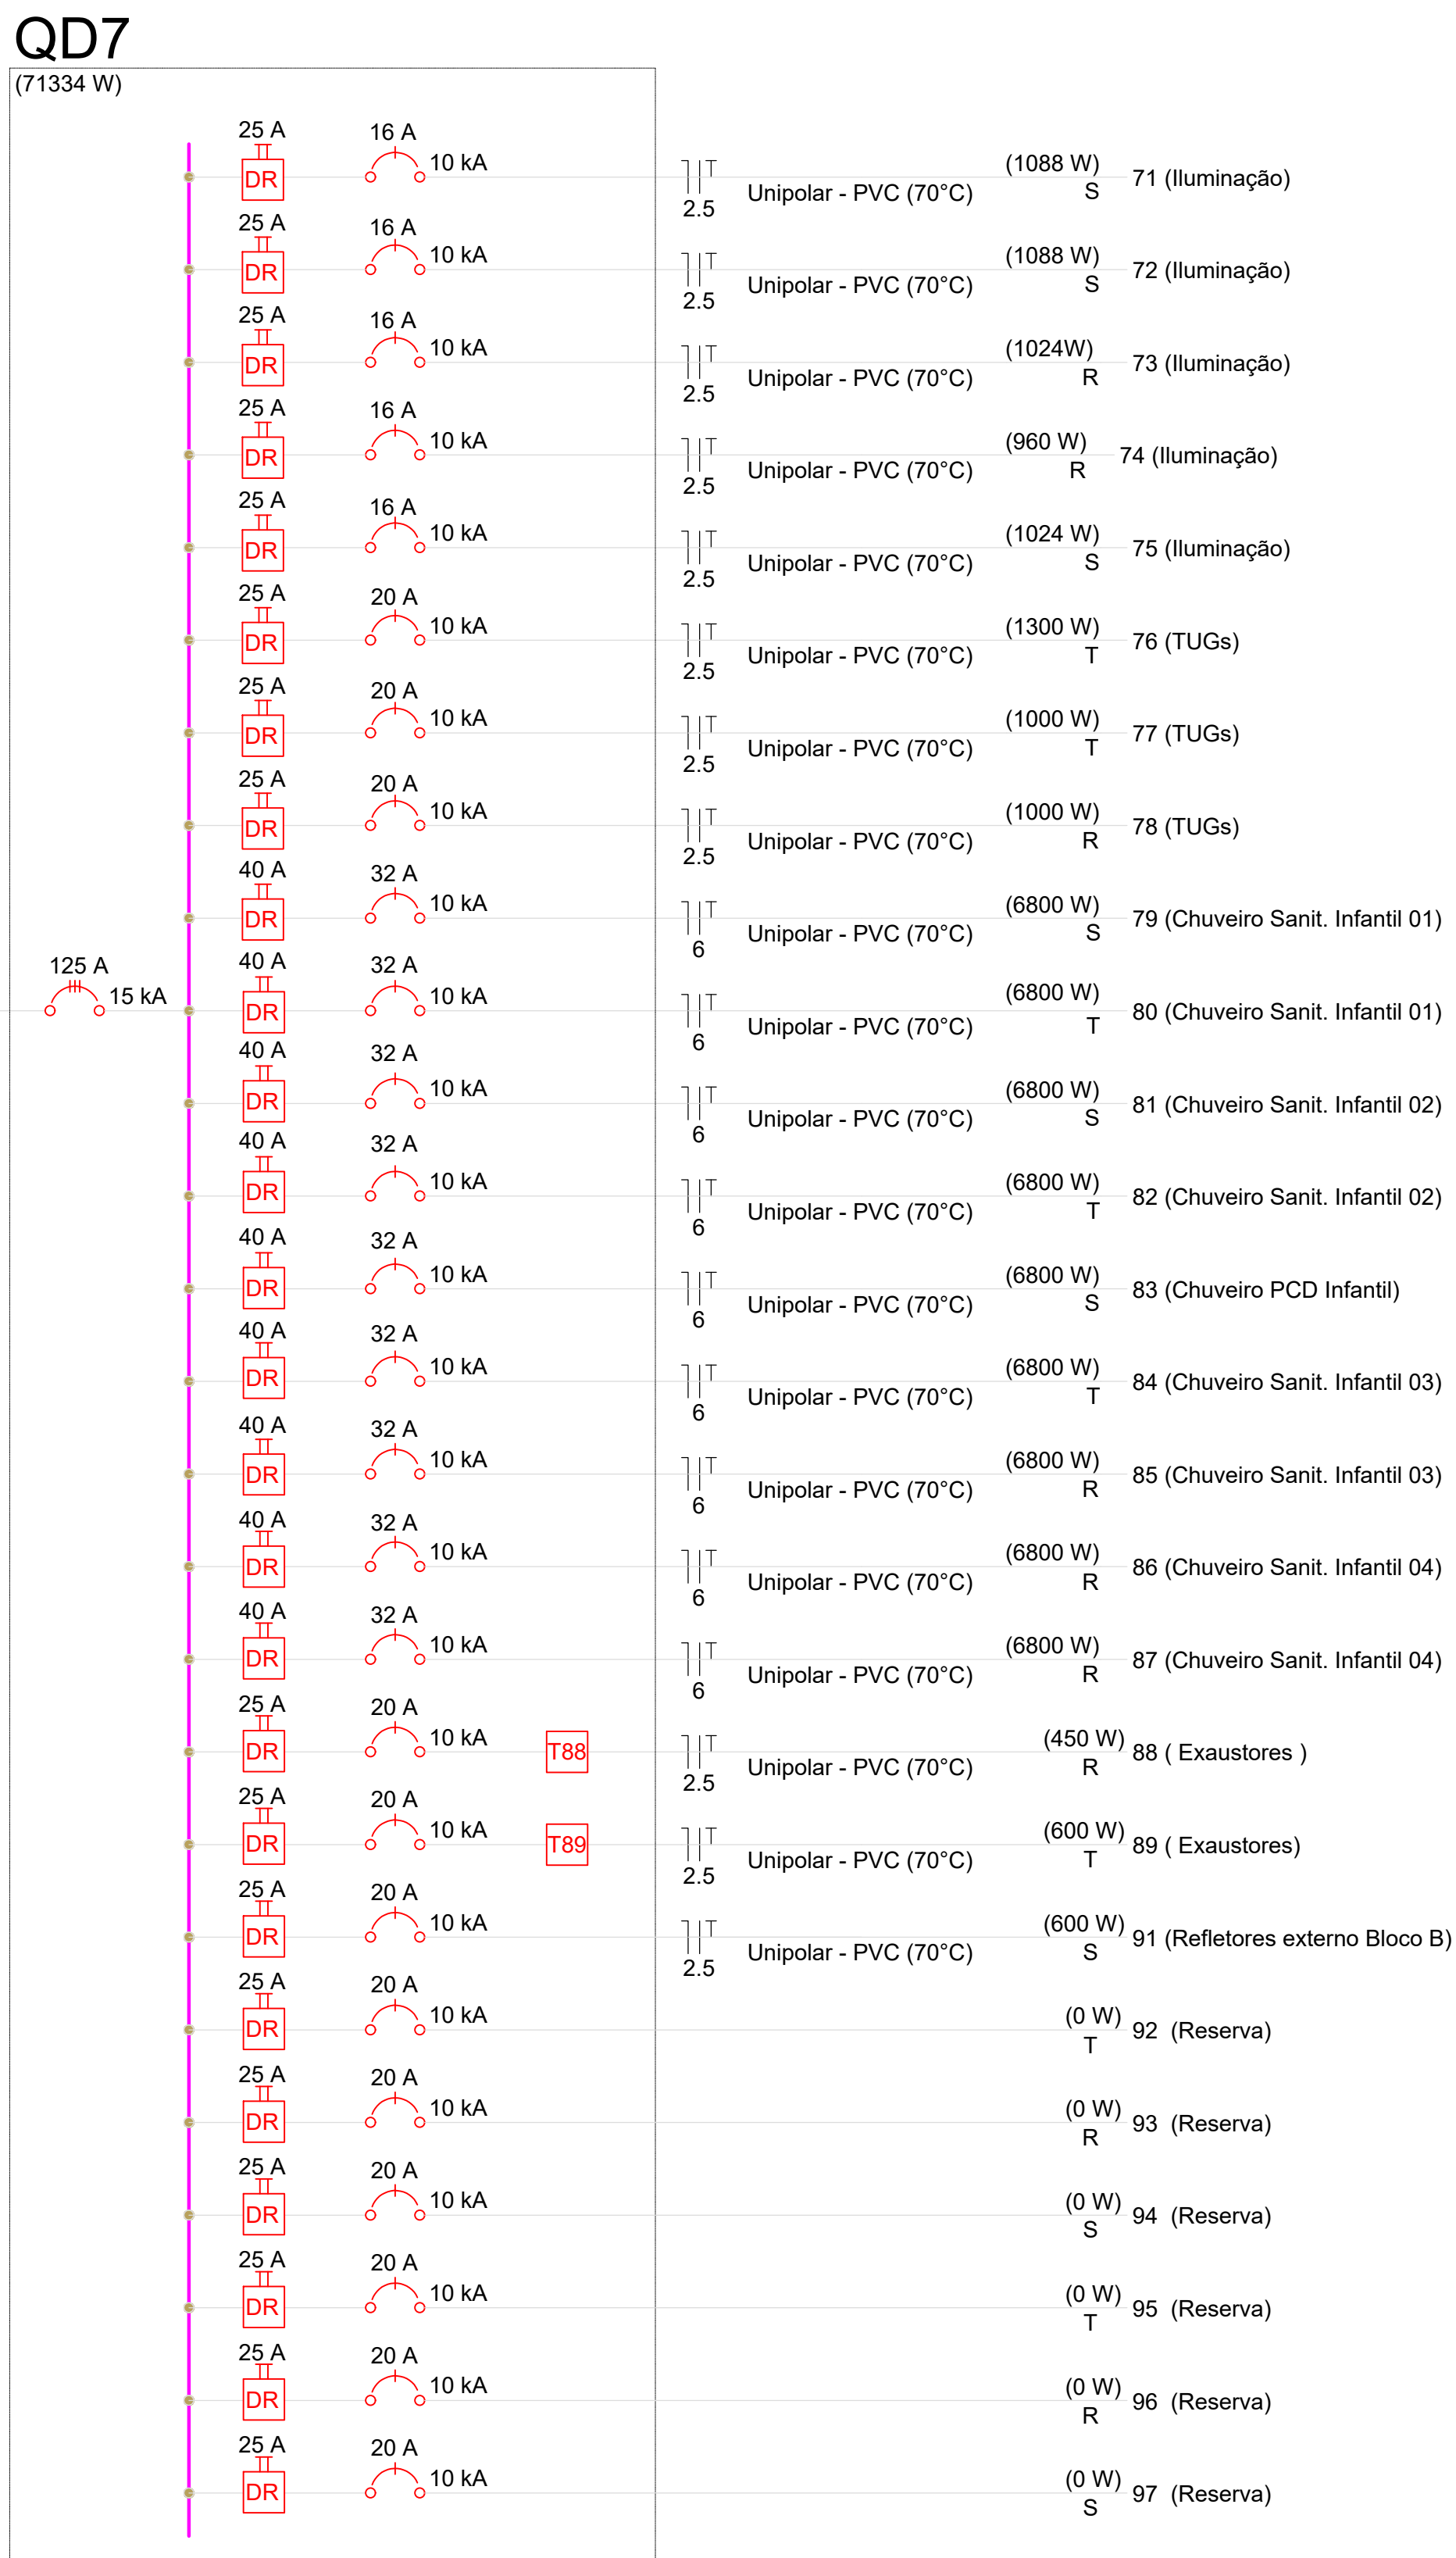 QD7
(71334 W)
25 A 16 A
DR 10 kA 2.5 Unipolar - PVC (70°C) (1088 W) S 71 (Iluminação)
25 A 16 A
DR 10 kA 2.5 Unipolar - PVC (70°C) (1088 W) S 72 (Iluminação)
25 A 16 A
DR 10 kA 2.5 Unipolar - PVC (70°C) (1024W) R 73 (Iluminação)
25 A 16 A
DR 10 kA 2.5 Unipolar - PVC (70°C) (960 W) R 74 (Iluminação)
25 A 16 A
DR 10 kA 2.5 Unipolar - PVC (70°C) (1024 W) S 75 (Iluminação)
25 A 20 A
DR 10 kA 2.5 Unipolar - PVC (70°C) (1300 W) T 76 (TUGs)
25 A 20 A
DR 10 kA 2.5 Unipolar - PVC (70°C) (1000 W) T 77 (TUGs)
25 A 20 A
DR 10 kA 2.5 Unipolar - PVC (70°C) (1000 W) R 78 (TUGs)
40 A 32 A
DR 10 kA 6 Unipolar - PVC (70°C) (6800 W) S 79 (Chuveiro Sanit. Infantil 01)
125 A 15 kA
40 A 32 A
DR 10 kA 6 Unipolar - PVC (70°C) (6800 W) T 80 (Chuveiro Sanit. Infantil 01)
40 A 32 A
DR 10 kA 6 Unipolar - PVC (70°C) (6800 W) S 81 (Chuveiro Sanit. Infantil 02)
40 A 32 A
DR 10 kA 6 Unipolar - PVC (70°C) (6800 W) T 82 (Chuveiro Sanit. Infantil 02)
40 A 32 A
DR 10 kA 6 Unipolar - PVC (70°C) (6800 W) S 83 (Chuveiro PCD Infantil)
40 A 32 A
DR 10 kA 6 Unipolar - PVC (70°C) (6800 W) T 84 (Chuveiro Sanit. Infantil 03)
40 A 32 A
DR 10 kA 6 Unipolar - PVC (70°C) (6800 W) R 85 (Chuveiro Sanit. Infantil 03)
40 A 32 A
DR 10 kA 6 Unipolar - PVC (70°C) (6800 W) R 86 (Chuveiro Sanit. Infantil 04)
40 A 32 A
DR 10 kA 6 Unipolar - PVC (70°C) (6800 W) R 87 (Chuveiro Sanit. Infantil 04)
25 A 20 A
DR 10 kA T88 2.5 Unipolar - PVC (70°C) (450 W) R 88 ( Exaustores )
25 A 20 A
DR 10 kA T89 2.5 Unipolar - PVC (70°C) (600 W) T 89 ( Exaustores)
25 A 20 A
DR 10 kA 2.5 Unipolar - PVC (70°C) (600 W) S 91 (Refletores externo Bloco B)
25 A 20 A
DR 10 kA (0 W) T 92 (Reserva)
25 A 20 A
DR 10 kA (0 W) R 93 (Reserva)
25 A 20 A
DR 10 kA (0 W) S 94 (Reserva)
25 A 20 A
DR 10 kA (0 W) T 95 (Reserva)
25 A 20 A
DR 10 kA (0 W) R 96 (Reserva)
25 A 20 A
DR 10 kA (0 W) S 97 (Reserva)